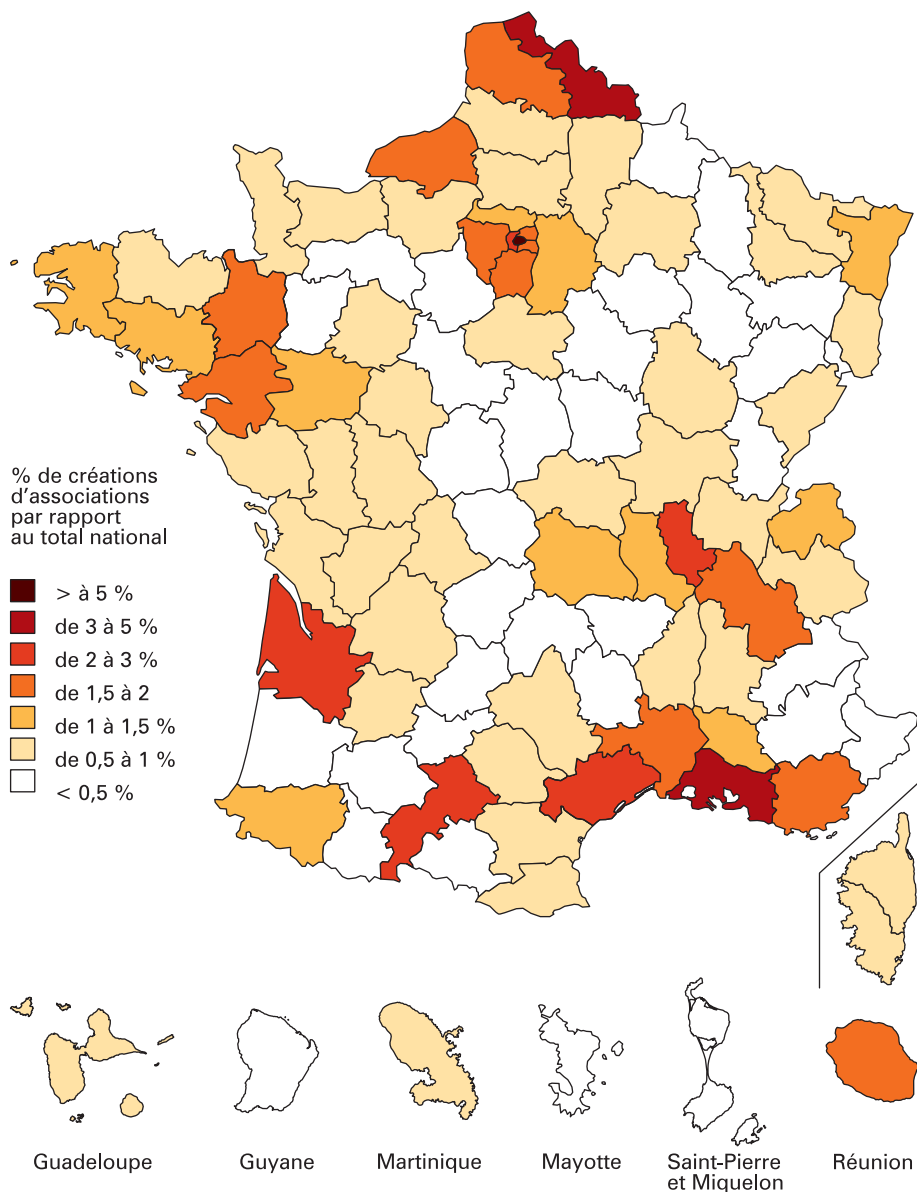 % de créations
d'associations
par rapport
au total national
> à 5 %
de 3 à 5 %
de 2 à 3 %
de 1,5 à 2
de 1 à 1,5 %
de 0,5 à 1 %
< 0,5 %
Guadeloupe
Guyane
Martinique
Mayotte
Saint-Pierre
et Miquelon
Réunion